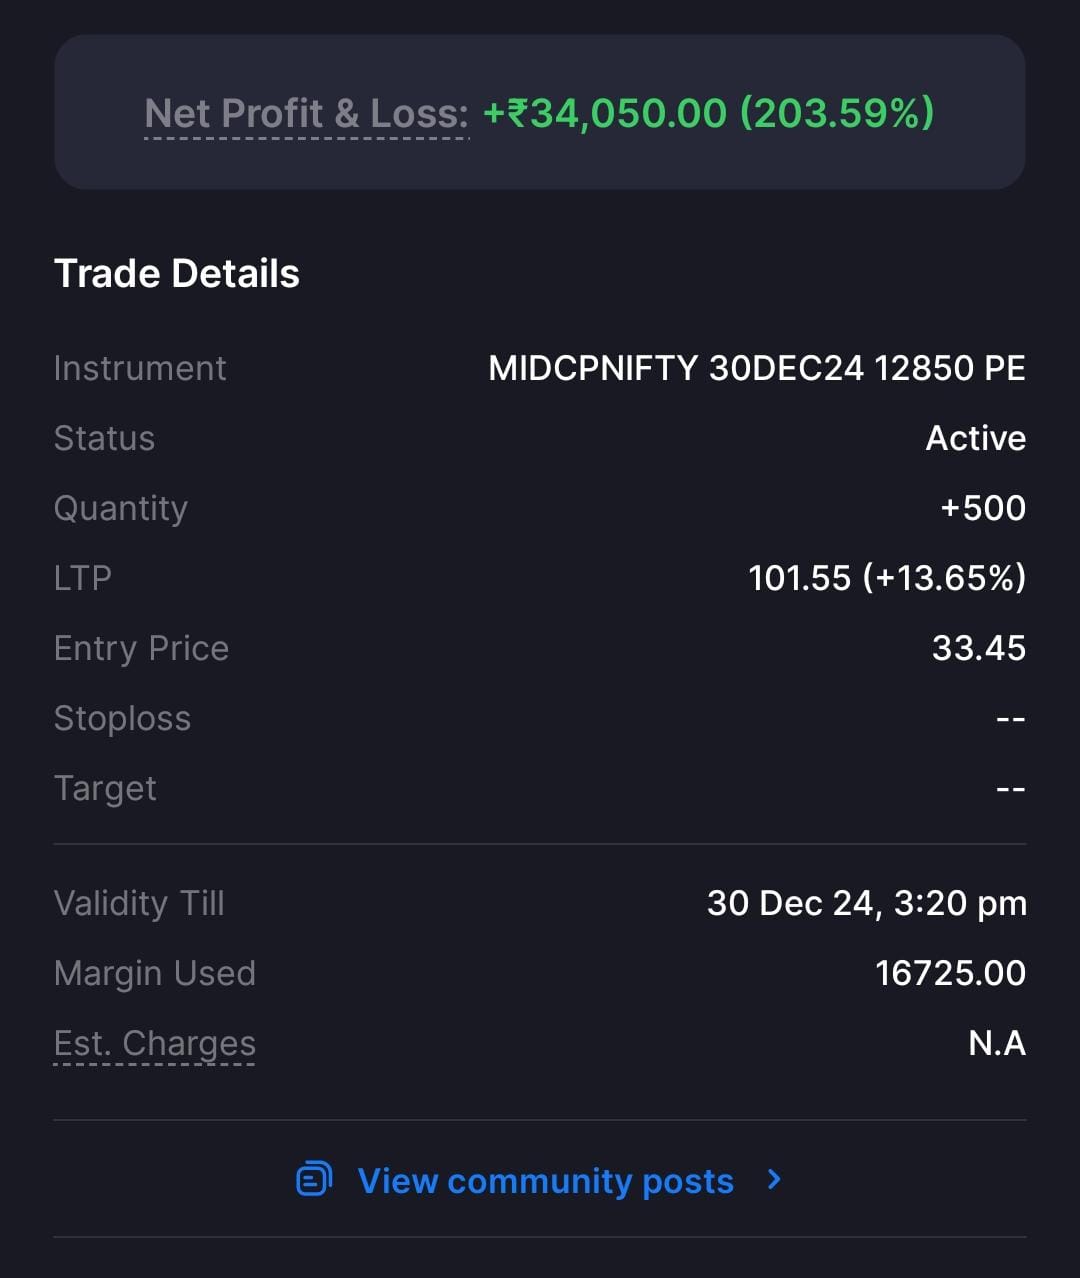 Net Profit & Loss: +₹34,050.00 (203.59%)
Trade Details
Instrument MIDCPNIFTY 30DEC24 12850 PE
Status Active
Quantity +500
LTP 101.55 (+13.65%)
Entry Price 33.45
Stoploss --
Target --
Validity Till 30 Dec 24, 3:20 pm
Margin Used 16725.00
Est. Charges N.A
View community posts